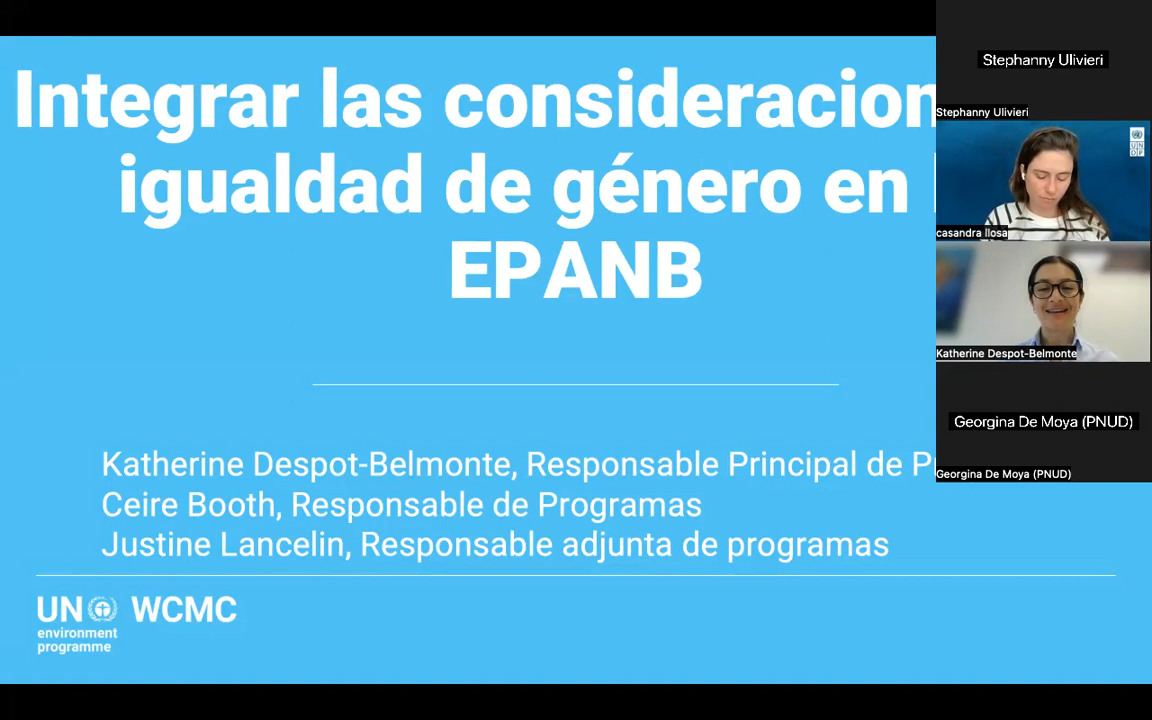 Integrar las consideracion
igualdad de género en
EPANB
Katherine Despot-Belmonte, Responsable Principal de P
Ceire Booth, Responsable de Programas
Justine Lancelin, Responsable adjunta de programas
UN WCMC
environment
programme
Stephanny Ulivieri
Stephanny Ulivieri
UN
DP
casandra llosa
Katherine Despot-Belmonte
Georgina De Moya (PNUD)
Georgina De Moya (PNUD)